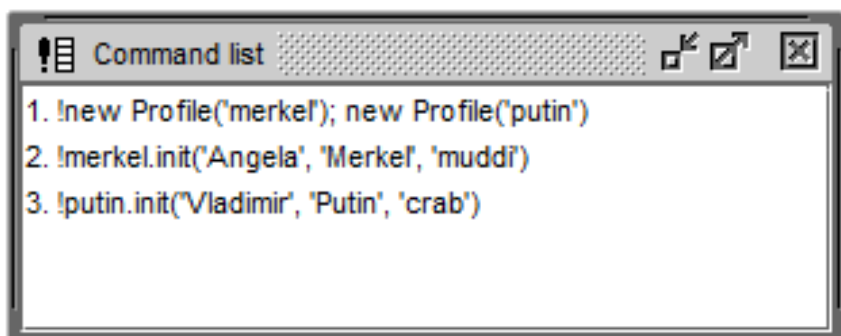 Command list
1. !new Profile('merkel'); new Profile('putin')
2. !merkel.init('Angela', 'Merkel', 'muddi')
3. !putin.init('Vladimir', 'Putin', 'crab')